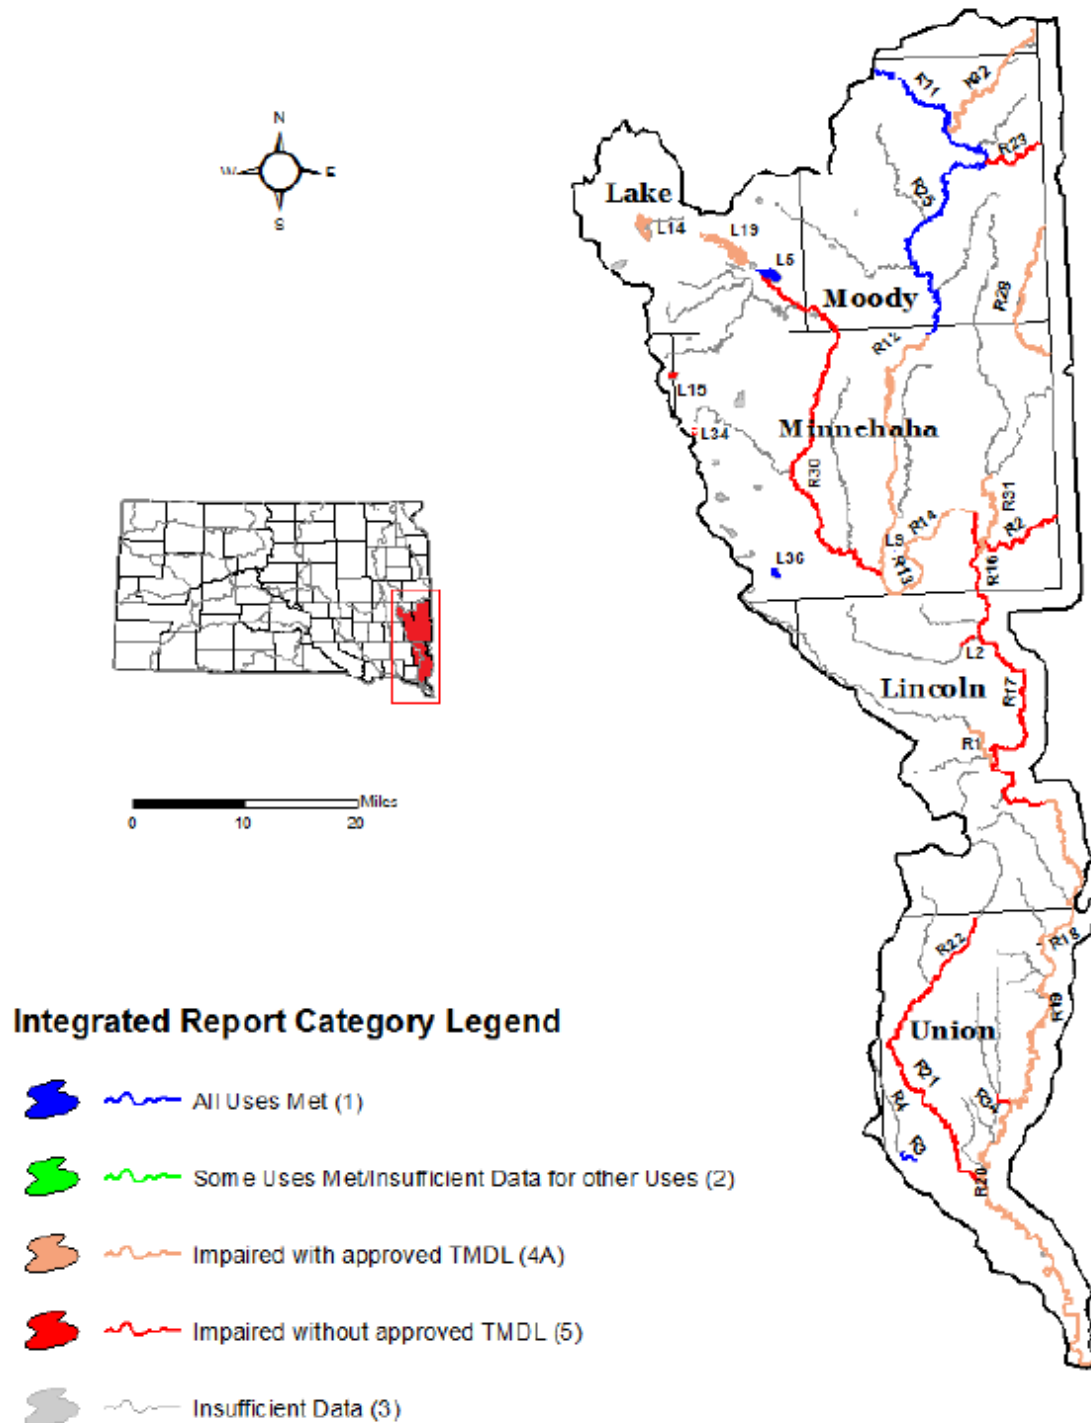 N
W
E
S
R11
R32
R23
R25
Lake
L14
L19
L5
Moody
R28
R12
L15
L34
Minnehaha
R30
R31
R14
R2
L9
R13
R16
L36
L2
Lincoln
R17
R1
Miles
0 10 20
R18
R22
R19
Union
R21
R4
R20
Integrated Report Category Legend
All Uses Met (1)
Some Uses Met/Insufficient Data for other Uses (2)
Impaired with approved TMDL (4A)
Impaired without approved TMDL (5)
Insufficient Data (3)